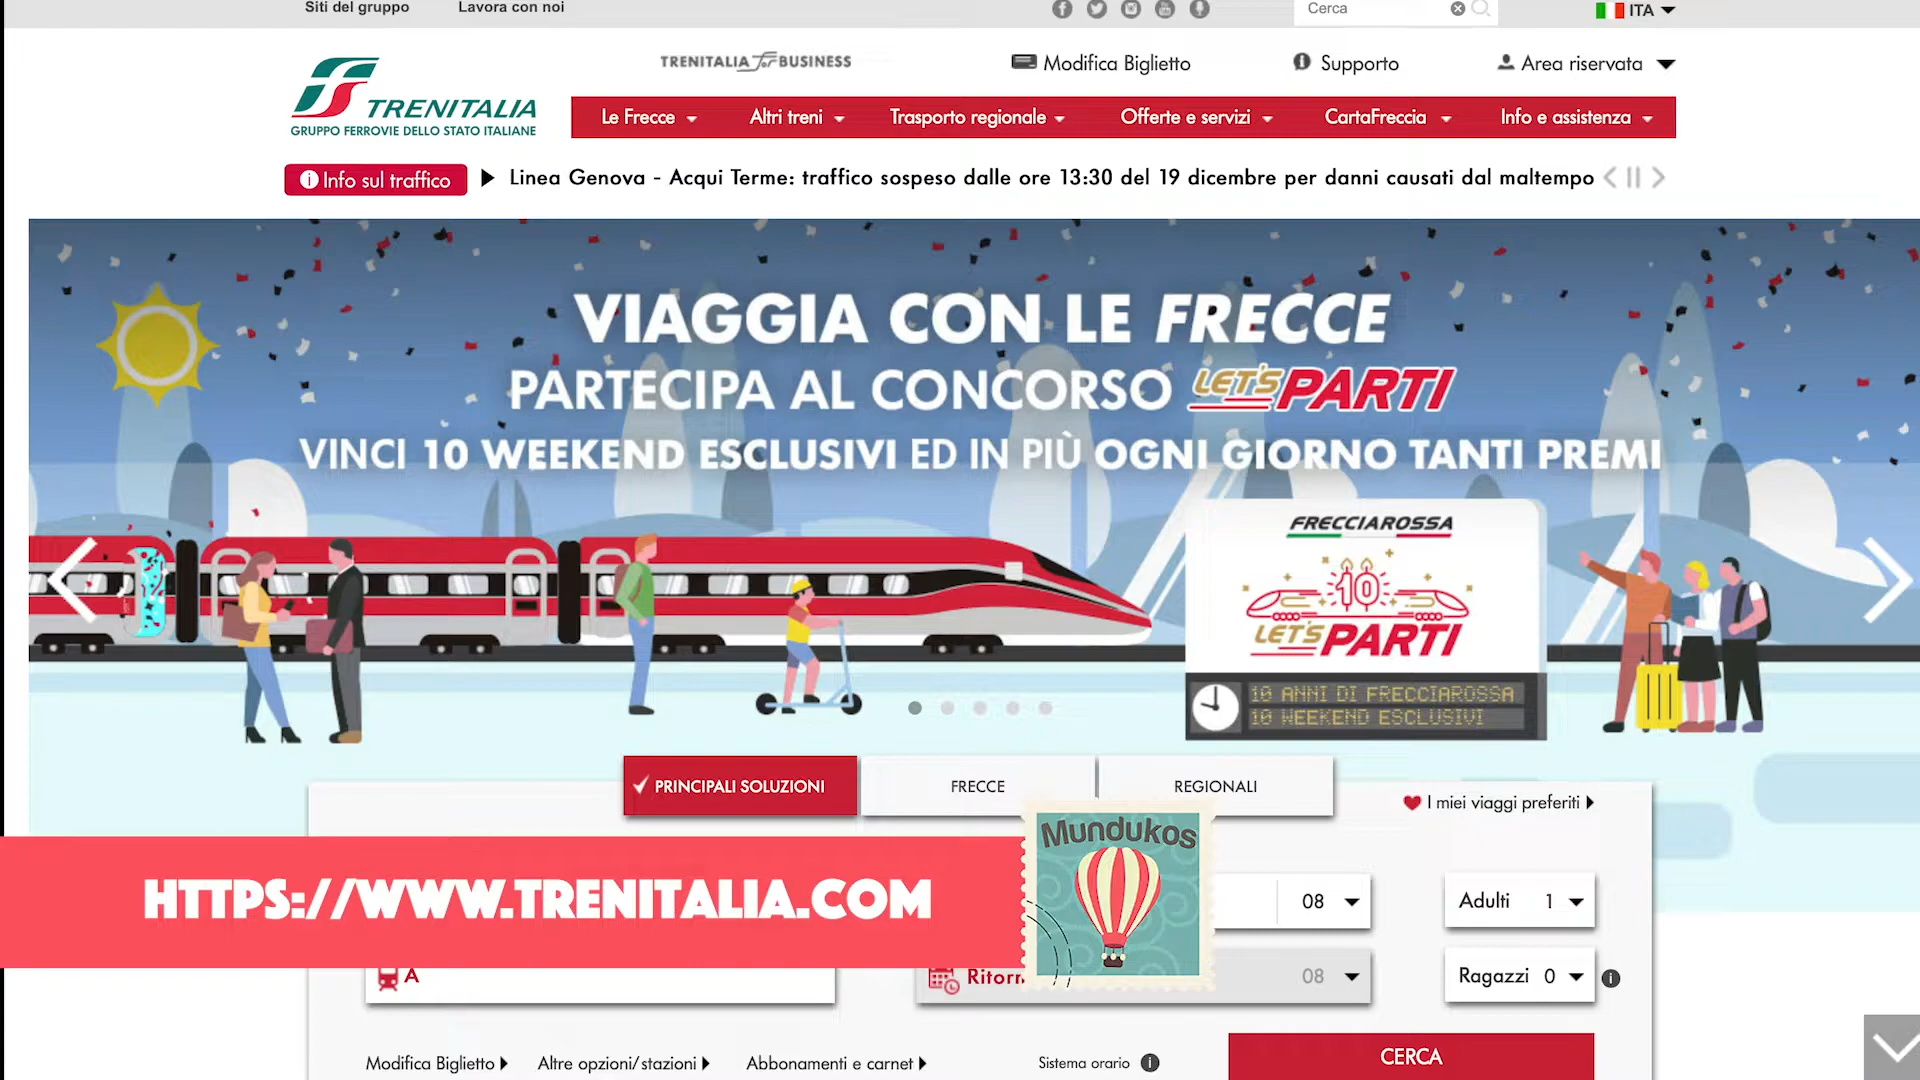 Siti del gruppo
Lavora con noi
Cerca
ITA
TRENITALIA for BUSINESS
Modifica Biglietto
Supporto
Area riservata
TRENITALIA
GRUPPO FERROVIE DELLO STATO ITALIANE
Le Frecce
Altri treni
Trasporto regionale
Offerte e servizi
CartaFreccia
Info e assistenza
Info sul traffico
Linea Genova - Acqui Terme: traffico sospeso dalle ore 13:30 del 19 dicembre per danni causati dal maltempo
VIAGGIA CON LE FRECCE
PARTECIPA AL CONCORSO LET'S PARTI
VINCI 10 WEEKEND ESCLUSIVI ED IN PIÙ OGNI GIORNO TANTI PREMI
FRECCIAROSSA
10
LET'S PARTI
10 ANNI DI FRECCIAROSSA
10 WEEKEND ESCLUSIVI
PRINCIPALI SOLUZIONI
FRECCE
REGIONALI
I miei viaggi preferiti
Mundukos
HTTPS://WWW.TRENITALIA.COM
08
Adulti 1
A
Ritorn
08
Ragazzi 0
Modifica Biglietto
Altre opzioni/stazioni
Abbonamenti e carnet
Sistema orario
CERCA